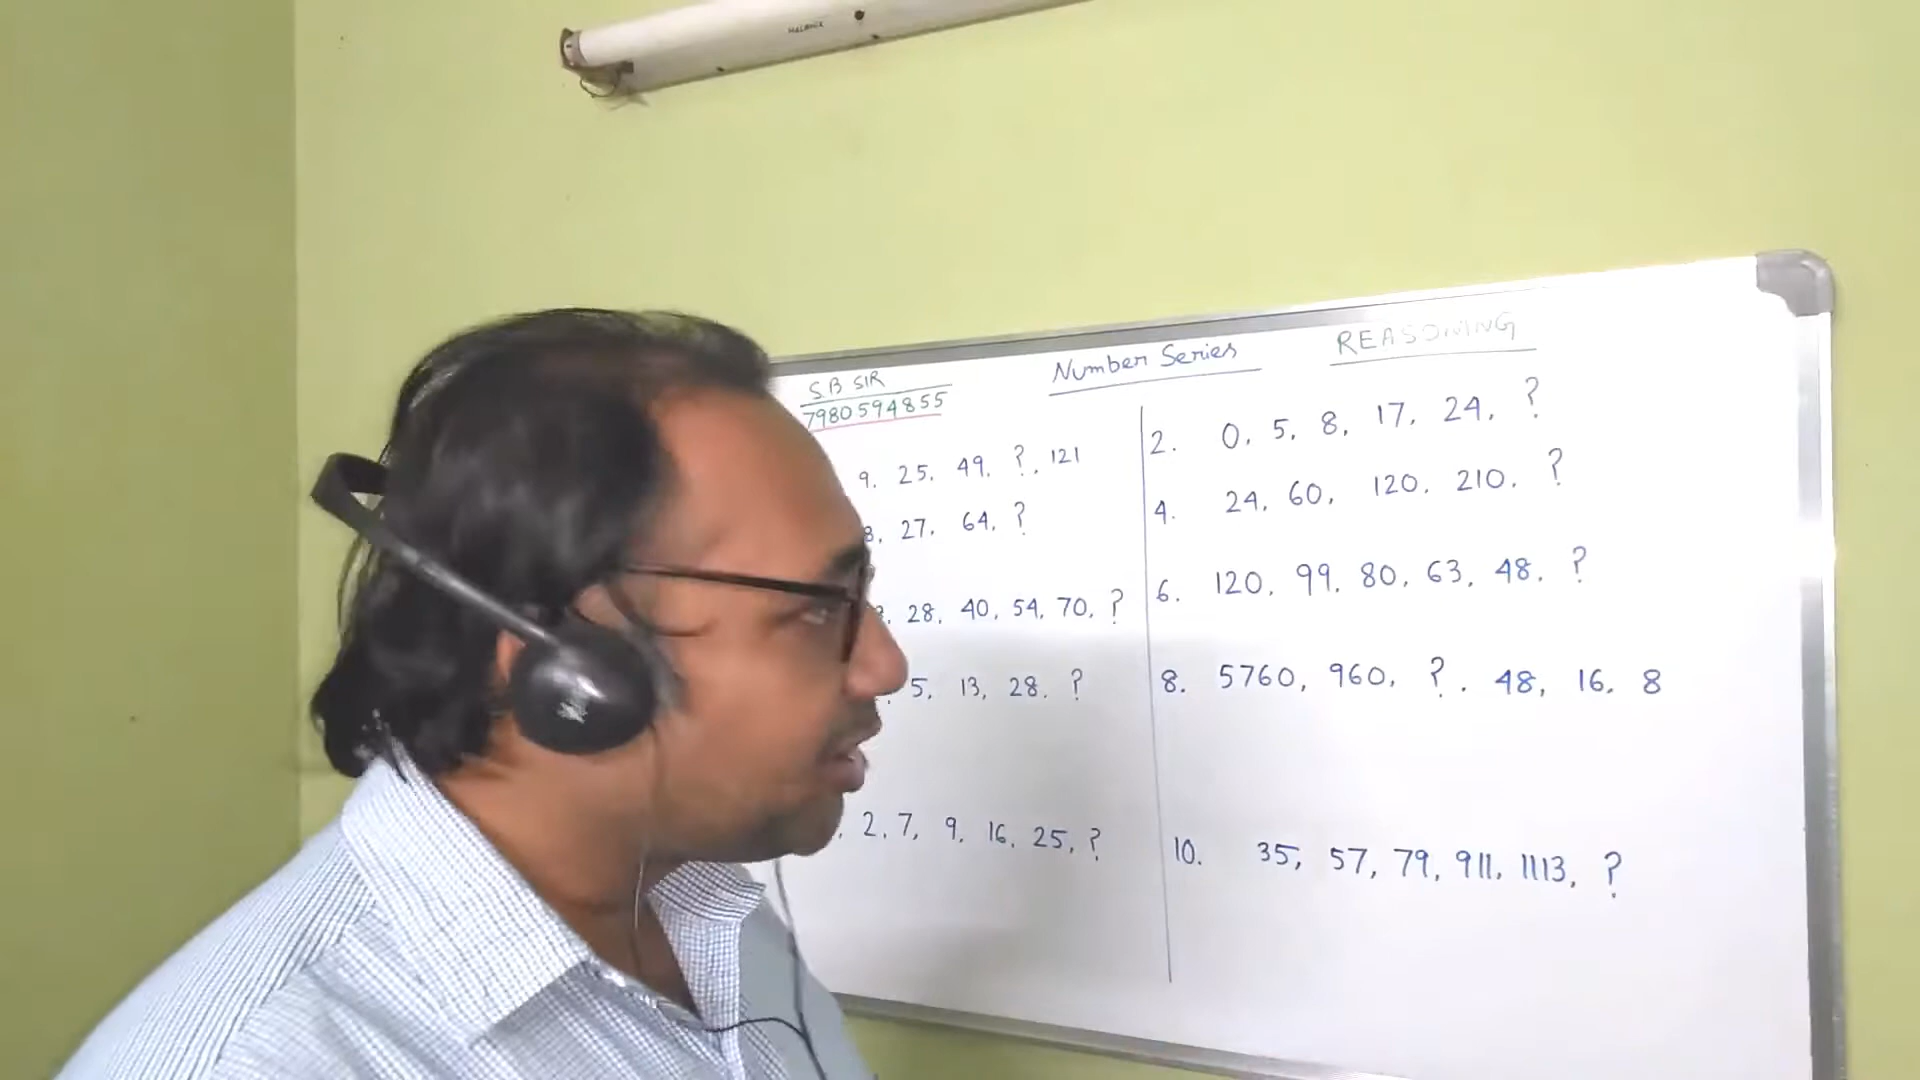 S.B SIR
7980594855
Number Series
REASONING
9, 25, 49, ?, 121
2. 0, 5, 8, 17, 24, ?
8, 27, 64, ?
4. 24, 60, 120, 210, ?
28, 40, 54, 70, ?
6. 120, 99, 80, 63, 48, ?
5, 13, 28, ?
8. 5760, 960, ?, 48, 16, 8
2, 7, 9, 16, 25, ?
10. 35, 57, 79, 911, 1113, ?